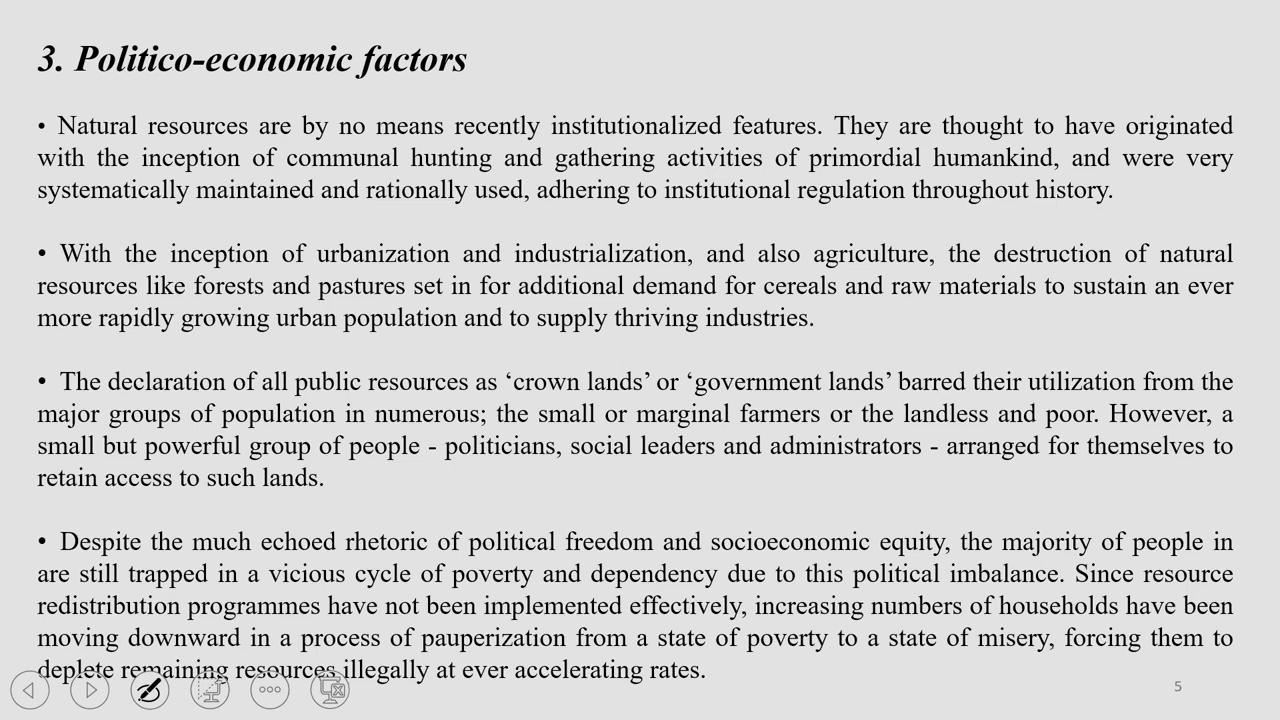 3. Politico-economic factors
• Natural resources are by no means recently institutionalized features. They are thought to have originated
with the inception of communal hunting and gathering activities of primordial humankind, and were very
systematically maintained and rationally used, adhering to institutional regulation throughout history.
• With the inception of urbanization and industrialization, and also agriculture, the destruction of natural
resources like forests and pastures set in for additional demand for cereals and raw materials to sustain an ever
more rapidly growing urban population and to supply thriving industries.
• The declaration of all public resources as ‘crown lands’ or ‘government lands’ barred their utilization from the
major groups of population in numerous; the small or marginal farmers or the landless and poor. However, a
small but powerful group of people - politicians, social leaders and administrators - arranged for themselves to
retain access to such lands.
• Despite the much echoed rhetoric of political freedom and socioeconomic equity, the majority of people in
are still trapped in a vicious cycle of poverty and dependency due to this political imbalance. Since resource
redistribution programmes have not been implemented effectively, increasing numbers of households have been
moving downward in a process of pauperization from a state of poverty to a state of misery, forcing them to
deplete remaining resources illegally at ever accelerating rates.
5